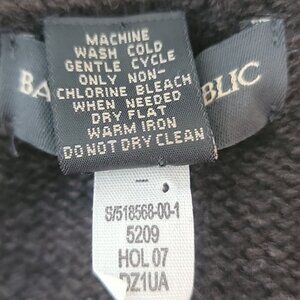 MACHINE
WASH COLD
GENTLE CYCLE
ONLY NON-
CHLORINE BLEACH
WHEN NEEDED
DRY FLAT
WARM IRON
DO NOT DRY CLEAN
BA
BLIC
S/518568-00-1
5209
HOL 07
DZ1UA